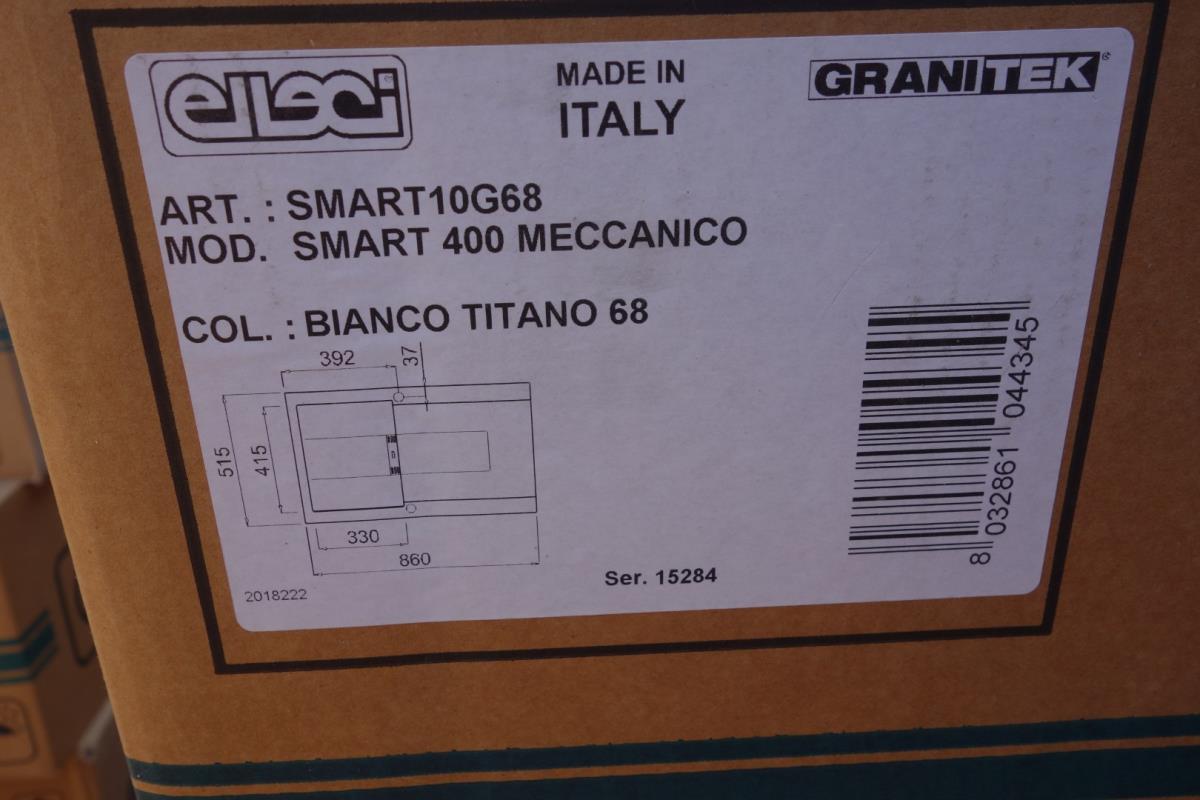 elleci
MADE IN
ITALY
GRANITEK®
ART. : SMART10G68
MOD. SMART 400 MECCANICO
COL. : BIANCO TITANO 68
392
37
515
415
330
860
2018222
Ser. 15284
8 032861 044345